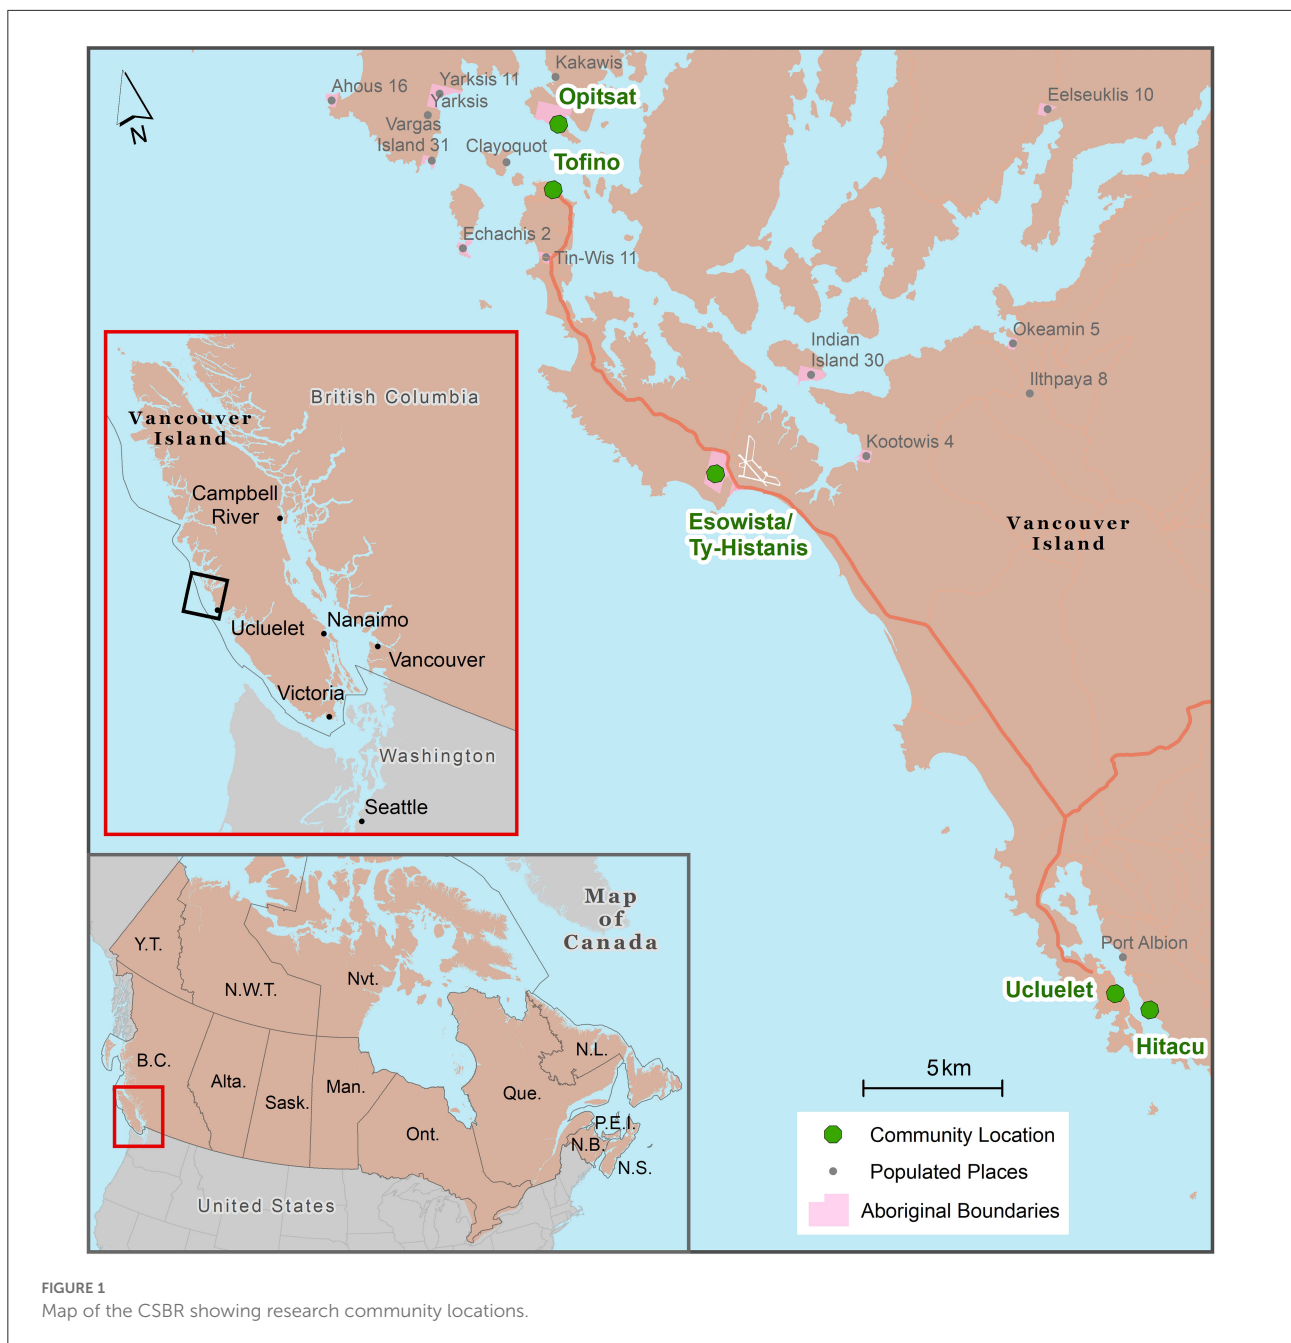 N
Kakawis
Ahous 16
Yarksis 11
Yarksis
Opitsat
Eelseuklis 10
Vargas
Island 31
Clayoquot
Tofino
Echachis 2
Tin-Wis 11
Okeamin 5
Indian
Island 30
Ilthpaya 8
Kootowis 4
Esowista/
Ty-Histanis
Vancouver
Island
Port Albion
Ucluelet
Hitacu
British Columbia
Vancouver
Island
Campbell
River
Ucluelet
Nanaimo
Vancouver
Victoria
Washington
Seattle
Map
of
Canada
Y.T.
N.W.T.
Nvt.
B.C.
Alta.
Sask.
Man.
Ont.
Que.
N.L.
P.E.I.
N.B.
N.S.
United States
5 km
Community Location
Populated Places
Aboriginal Boundaries
FIGURE 1
Map of the CSBR showing research community locations.